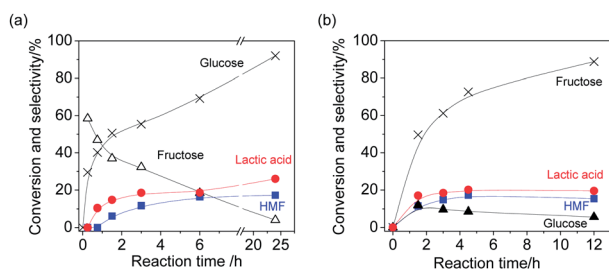 (a)
Conversion and selectivity/%
100
80
60
40
20
0
Glucose
Fructose
Lactic acid
HMF
0
2
4
6
20
25
Reaction time /h
(b)
Conversion and selectivity/%
100
80
60
40
20
0
Fructose
Lactic acid
HMF
Glucose
0
2
4
6
8
10
12
Reaction time/h